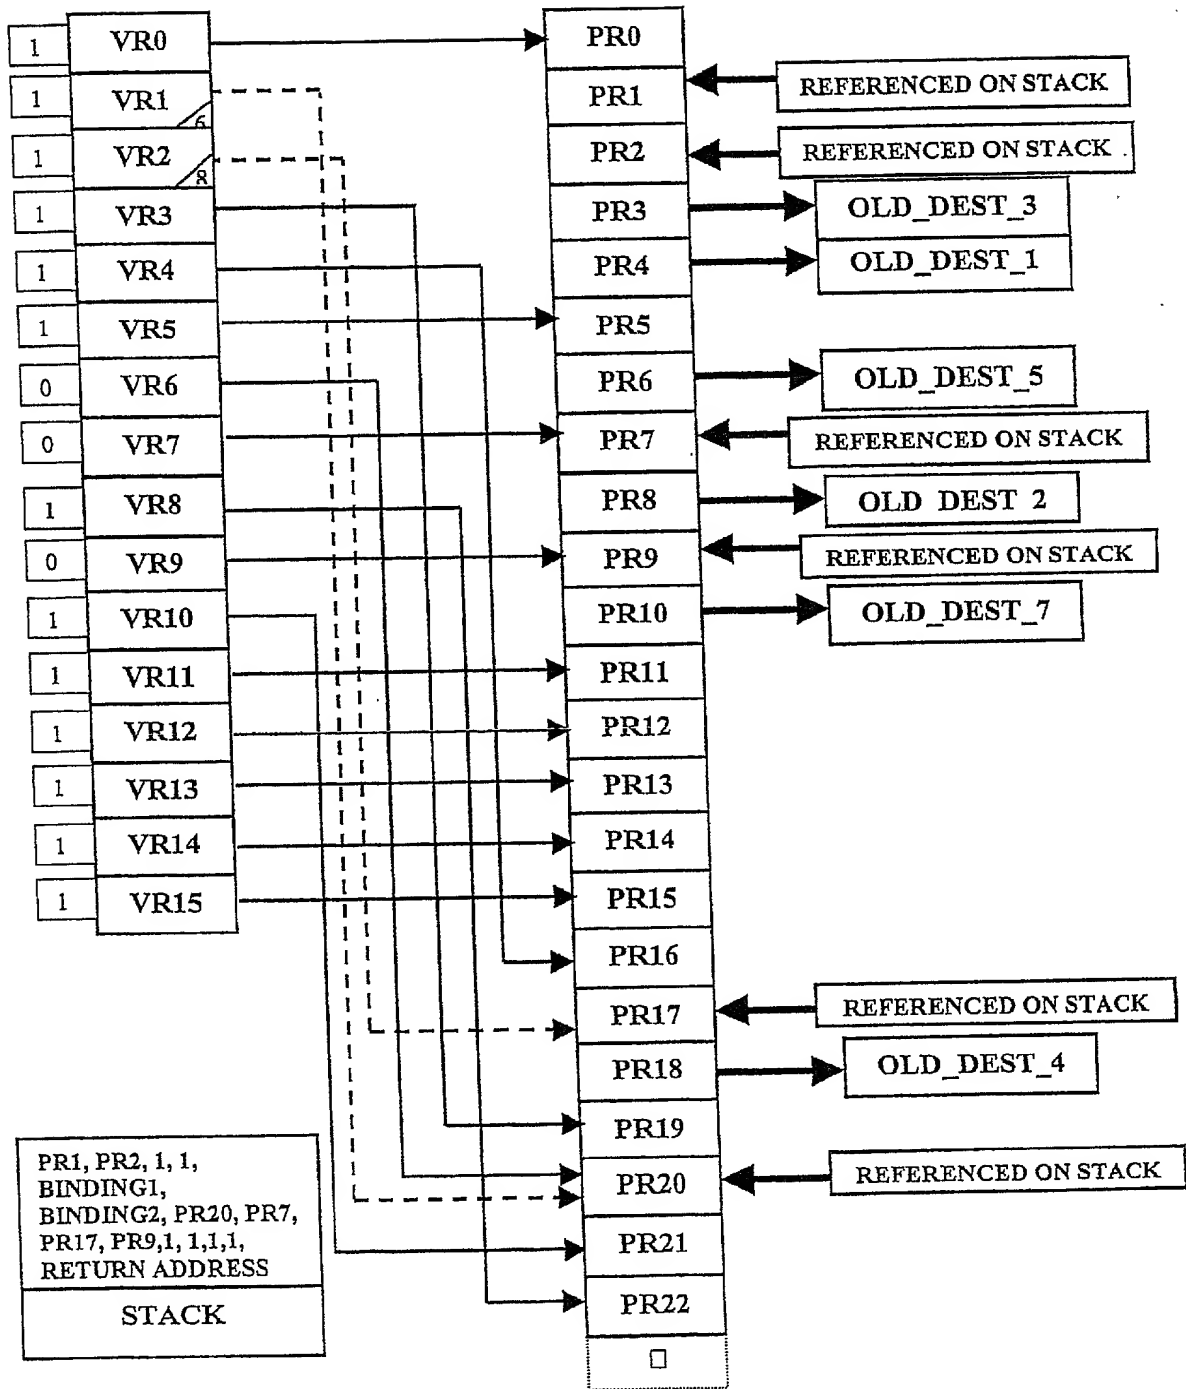 1 VR0 PR0
1 VR1 6 PR1 REFERENCED ON STACK
1 VR2 8 PR2 REFERENCED ON STACK
1 VR3 PR3 OLD_DEST_3
1 VR4 PR4 OLD_DEST_1
1 VR5 PR5
0 VR6 PR6 OLD_DEST_5
0 VR7 PR7 REFERENCED ON STACK
1 VR8 PR8 OLD DEST 2
0 VR9 PR9 REFERENCED ON STACK
1 VR10 PR10 OLD_DEST_7
1 VR11 PR11
1 VR12 PR12
1 VR13 PR13
1 VR14 PR14
1 VR15 PR15
PR16
PR17 REFERENCED ON STACK
PR18 OLD_DEST_4
PR19
PR20 REFERENCED ON STACK
PR21
PR22
PR1, PR2, 1, 1,
BINDING1,
BINDING2, PR20, PR7,
PR17, PR9,1, 1,1,1,
RETURN ADDRESS
STACK